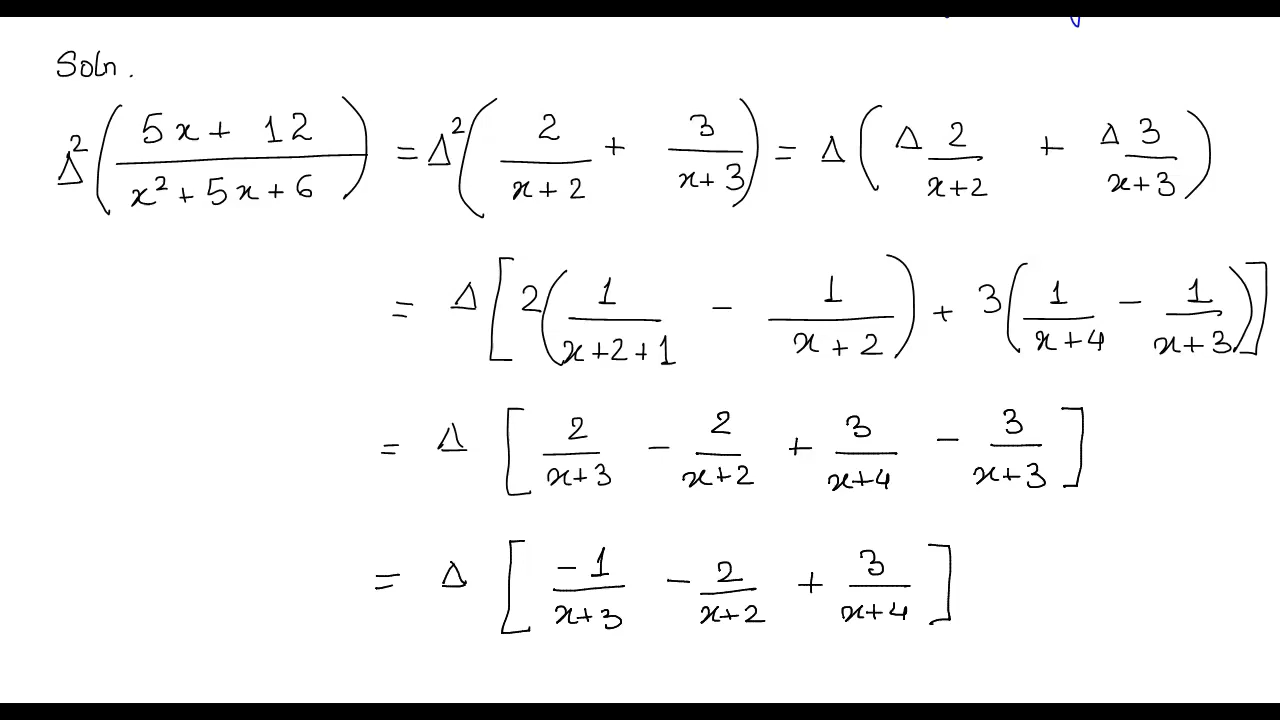 Soln.
Δ²((5x + 12)/(x² + 5x + 6)) = Δ²(2/(x + 2) + 3/(x + 3)) = Δ(Δ 2/(x+2) + Δ 3/(x+3))
= Δ[2(1/(x+2+1) − 1/(x+2)) + 3(1/(x+4) − 1/(x+3))]
= Δ[2/(x+3) − 2/(x+2) + 3/(x+4) − 3/(x+3)]
= Δ[−1/(x+3) − 2/(x+2) + 3/(x+4)]